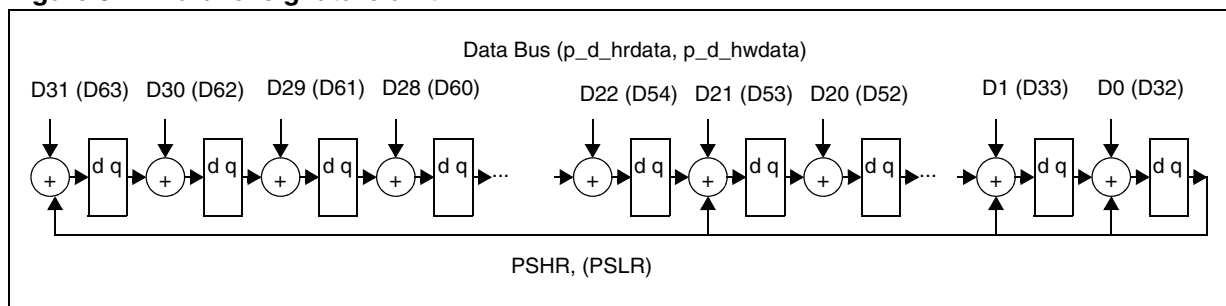 Data Bus (p_d_hrdata, p_d_hwdata)
D31 (D63) D30 (D62) D29 (D61) D28 (D60) D22 (D54) D21 (D53) D20 (D52) D1 (D33) D0 (D32)
+ d q + d q + d q + d q ... + d q + d q + d q ... + d q + d q
PSHR, (PSLR)